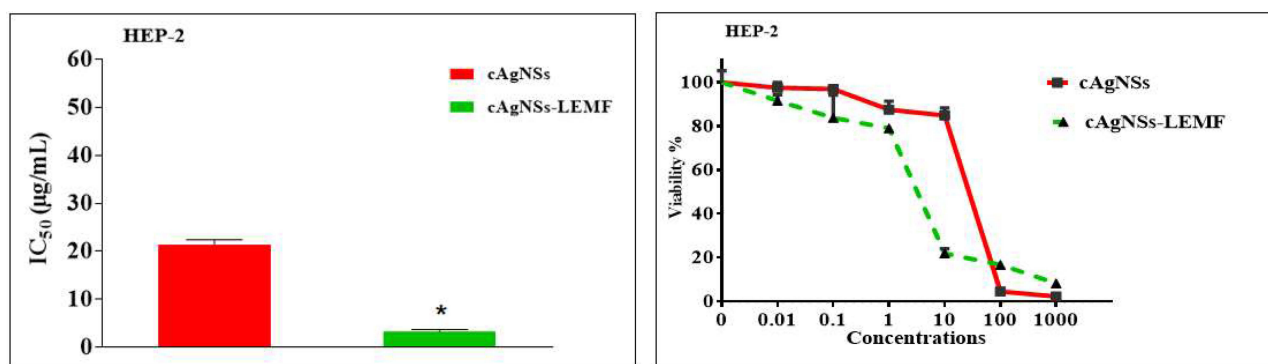 HEP-2
IC50 (µg/mL)
60
50
40
30
20
10
0
*
cAgNSs
cAgNSs-LEMF
HEP-2
Viability %
100
80
60
40
20
0
0 0.01 0.1 1 10 100 1000
Concentrations
cAgNSs
cAgNSs-LEMF